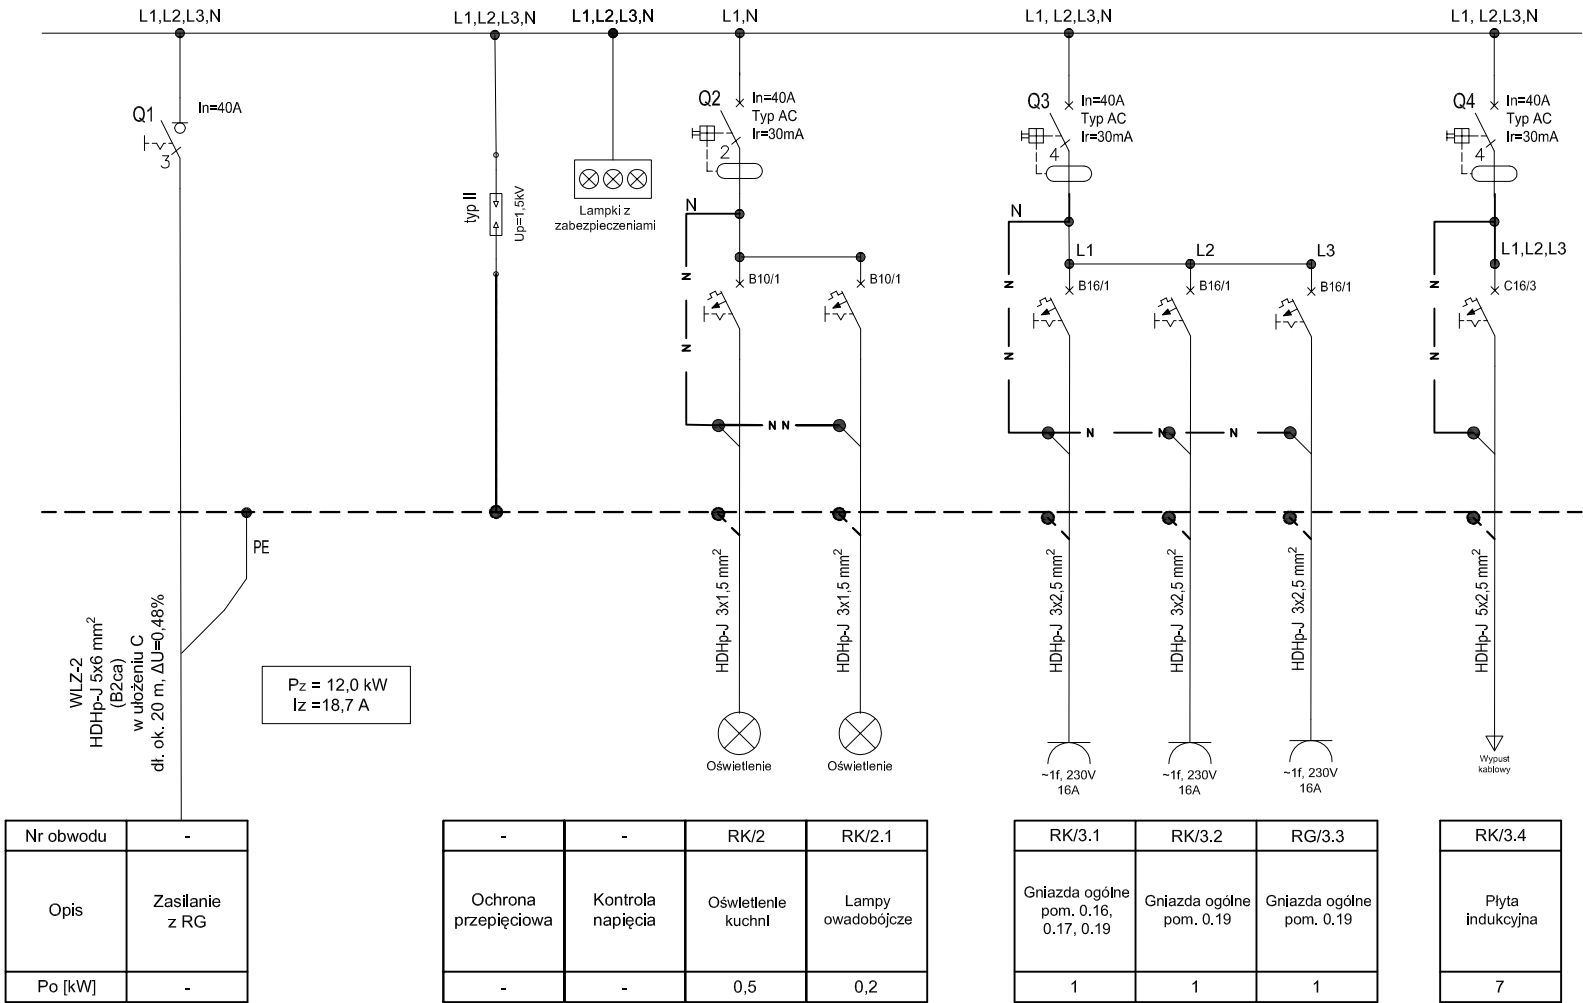 L1,L2,L3,N
L1,L2,L3,N
L1,L2,L3,N
L1,N
L1, L2,L3,N
L1, L2,L3,N
Q1
In=40A
3
typ II
Up=1,5kV
Lampki z
zabezpieczeniami
Q2
In=40A
Typ AC
Ir=30mA
2
N
N
N
B10/1
B10/1
N N
Q3
In=40A
Typ AC
Ir=30mA
4
N
L1
L2
L3
N
N
B16/1
B16/1
B16/1
N
N
N
Q4
In=40A
Typ AC
Ir=30mA
4
L1,L2,L3
N
N
C16/3
PE
WLZ-2
HDHp-J 5x6 mm²
(B2ca)
w ułożeniu C
dł. ok. 20 m, ΔU=0,48%
Pz = 12,0 kW
Iz =18,7 A
HDHp-J 3x1,5 mm²
HDHp-J 3x1,5 mm²
HDHp-J 3x2,5 mm²
HDHp-J 3x2,5 mm²
HDHp-J 3x2,5 mm²
HDHp-J 5x2,5 mm²
Oświetlenie
Oświetlenie
~1f, 230V
16A
~1f, 230V
16A
~1f, 230V
16A
Wypust
kablowy
Nr obwodu - - - RK/2 RK/2.1 RK/3.1 RK/3.2 RG/3.3 RK/3.4
Opis
Zasilanie
z RG
Ochrona
przepięciowa
Kontrola
napięcia
Oświetlenie
kuchni
Lampy
owadobójcze
Gniazda ogólne
pom. 0.16,
0.17, 0.19
Gniazda ogólne
pom. 0.19
Gniazda ogólne
pom. 0.19
Płyta
indukcyjna
Po [kW] - - - 0,5 0,2 1 1 1 7